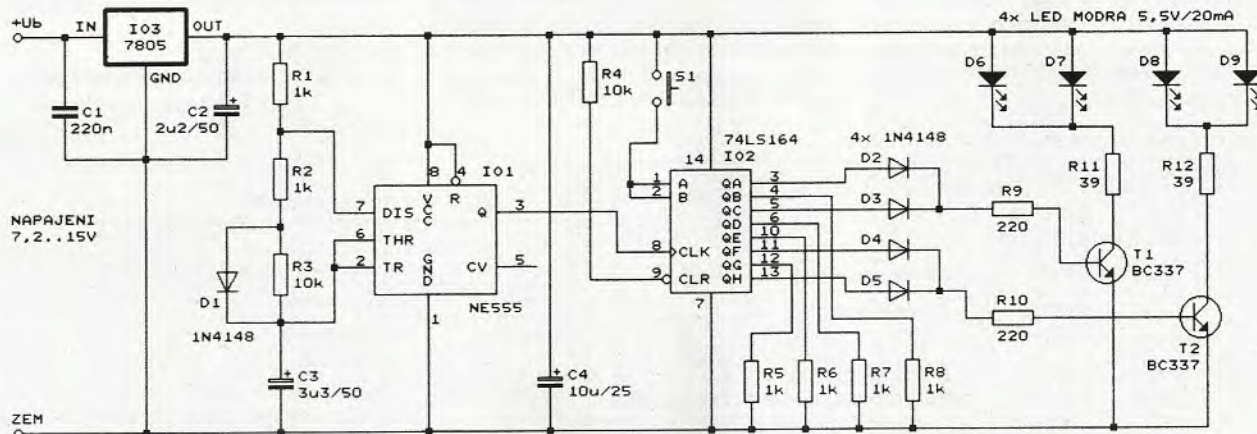 +Ub
IN
IO3
7805
OUT
GND
C1
220n
C2
2u2/50
+
R1
1k
R2
1k
R3
10k
D1
1N4148
C3
3u3/50
+
NAPAJENI
7,2..15V
ZEM
8
4
IO1
VCC
R
7
DIS
Q
3
6
THR
2
TR
GND
CV
5
NE555
1
C4
10u/25
+
R4
10k
S1
74LS164
IO2
14
1
A
2
B
8
CLK
9
CLR
7
QA
3
QB
4
QC
5
QD
6
QE
10
QF
11
QG
12
QH
13
4x 1N4148
D2
D3
D4
D5
R5
1k
R6
1k
R7
1k
R8
1k
R9
220
R10
220
4x LED MODRA 5,5V/20mA
D6
D7
D8
D9
R11
39
R12
39
T1
BC337
T2
BC337